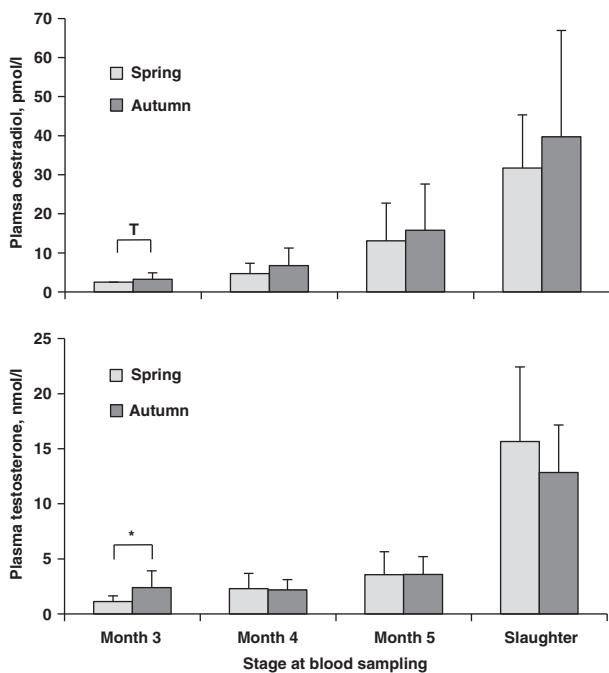 Plamsa oestradiol, pmol/l
70
60
50
40
30
20
10
0
Spring
Autumn
T
Plasma testosterone, nmol/l
25
20
15
10
5
0
Spring
Autumn
*
Month 3 Month 4 Month 5 Slaughter
Stage at blood sampling